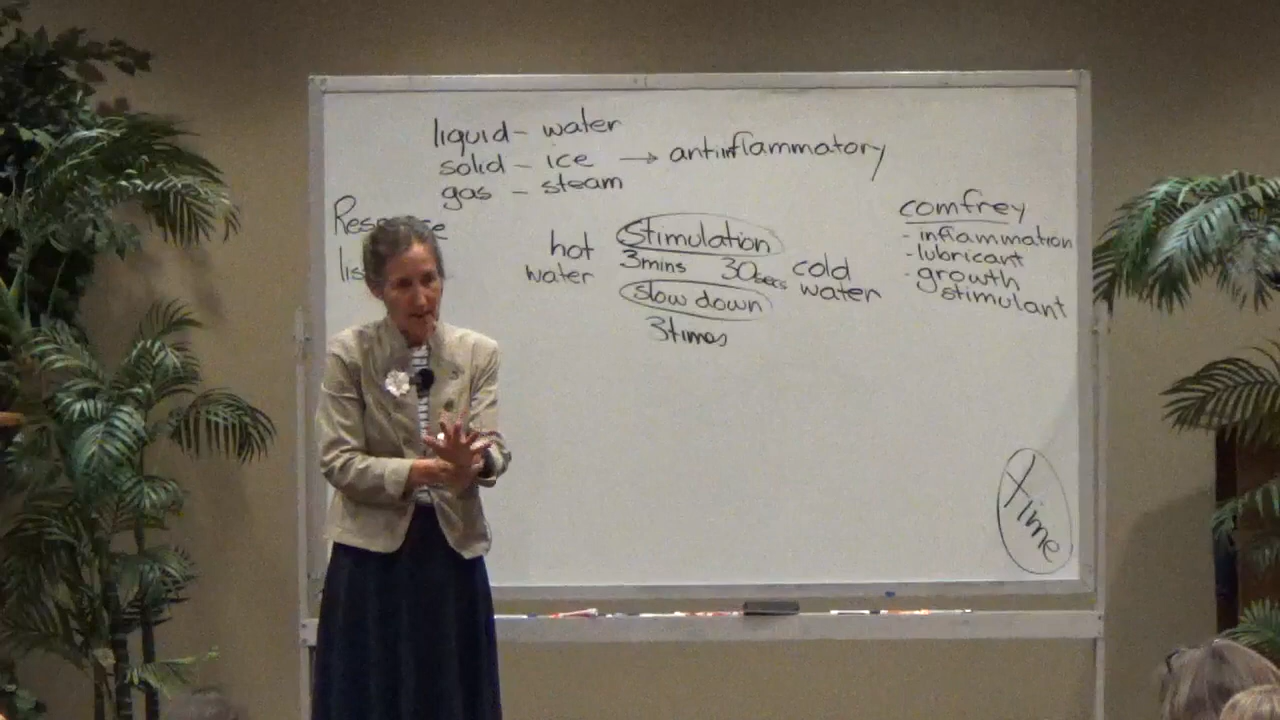 liquid - water
solid - ice → antiinflammatory
gas - steam
hot water
Stimulation
3mins 30secs
slow down
3times
cold water
comfrey
- inflammation
- lubricant
- growth stimulant
time